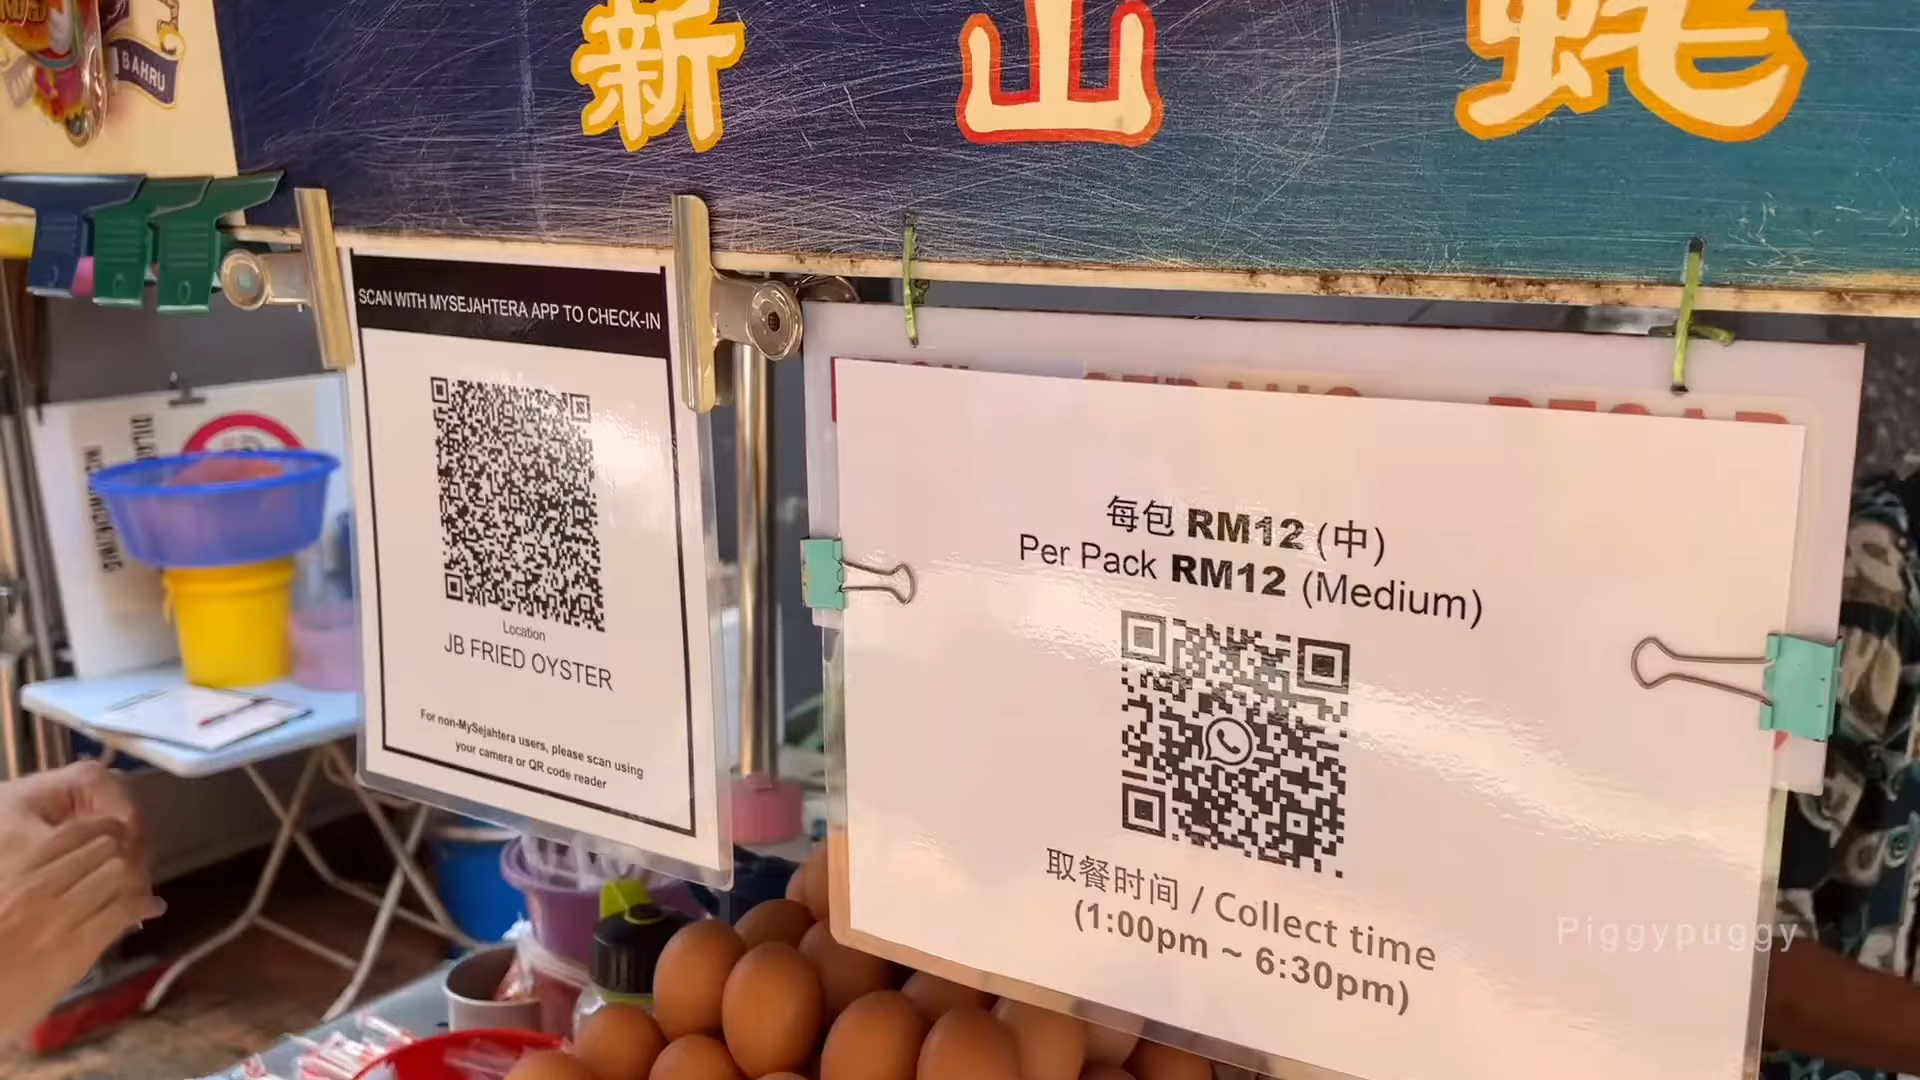 BAHRU
新 山 蚝
SCAN WITH MYSEJAHTERA APP TO CHECK-IN
Location
JB FRIED OYSTER
For non-MySejahtera users, please scan using
your camera or QR code reader
每包 RM12 (中)
Per Pack RM12 (Medium)
取餐时间 / Collect time
(1:00pm ~ 6:30pm)
Piggypuggy